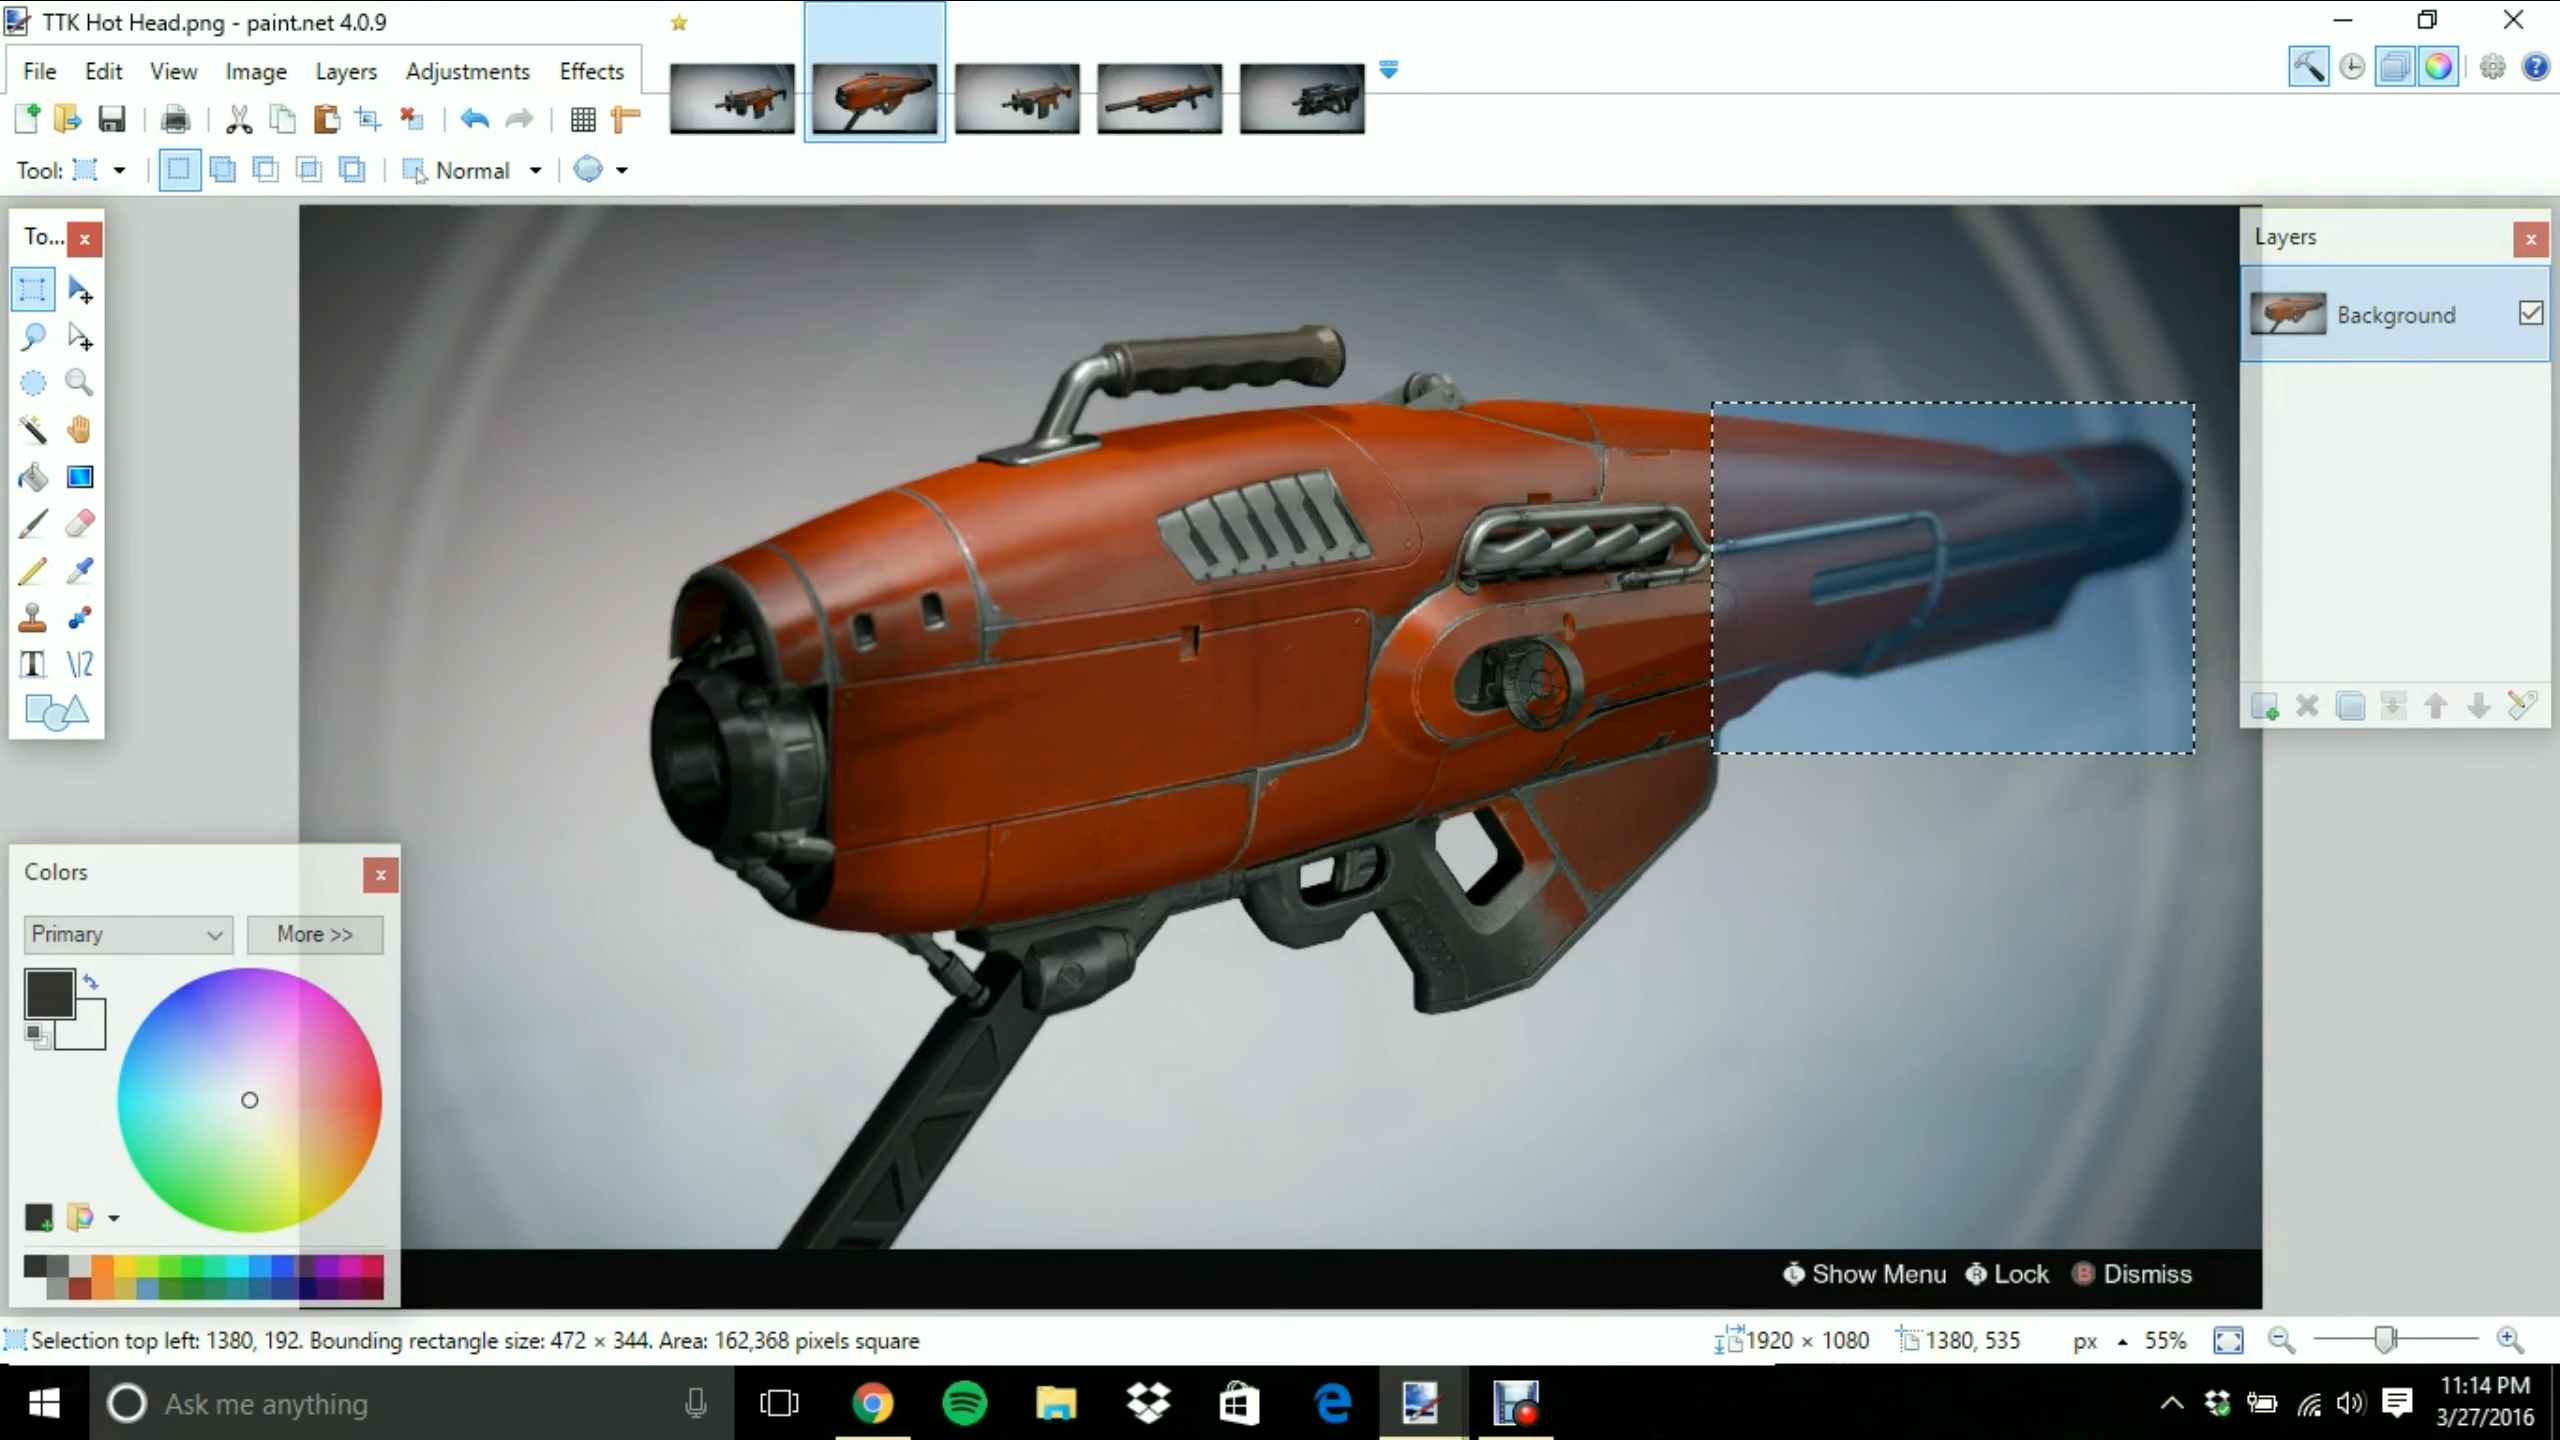 TTK Hot Head.png - paint.net 4.0.9
File Edit View Image Layers Adjustments Effects
Tool: Normal
To...
Layers
Background
Colors
Primary
More >>
Show Menu Lock B Dismiss
Selection top left: 1380, 192. Bounding rectangle size: 472 × 344. Area: 162,368 pixels square
1920 × 1080
1380, 535
px
55%
Ask me anything
11:14 PM
3/27/2016